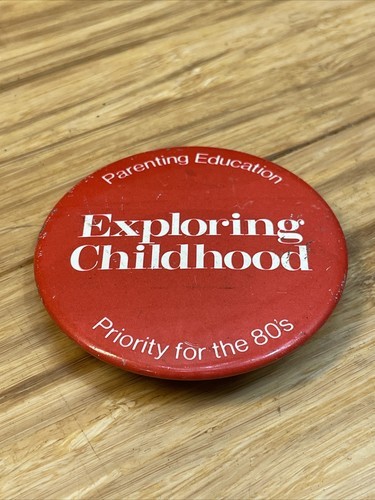 Parenting Education
Exploring
Childhood
Priority for the 80's